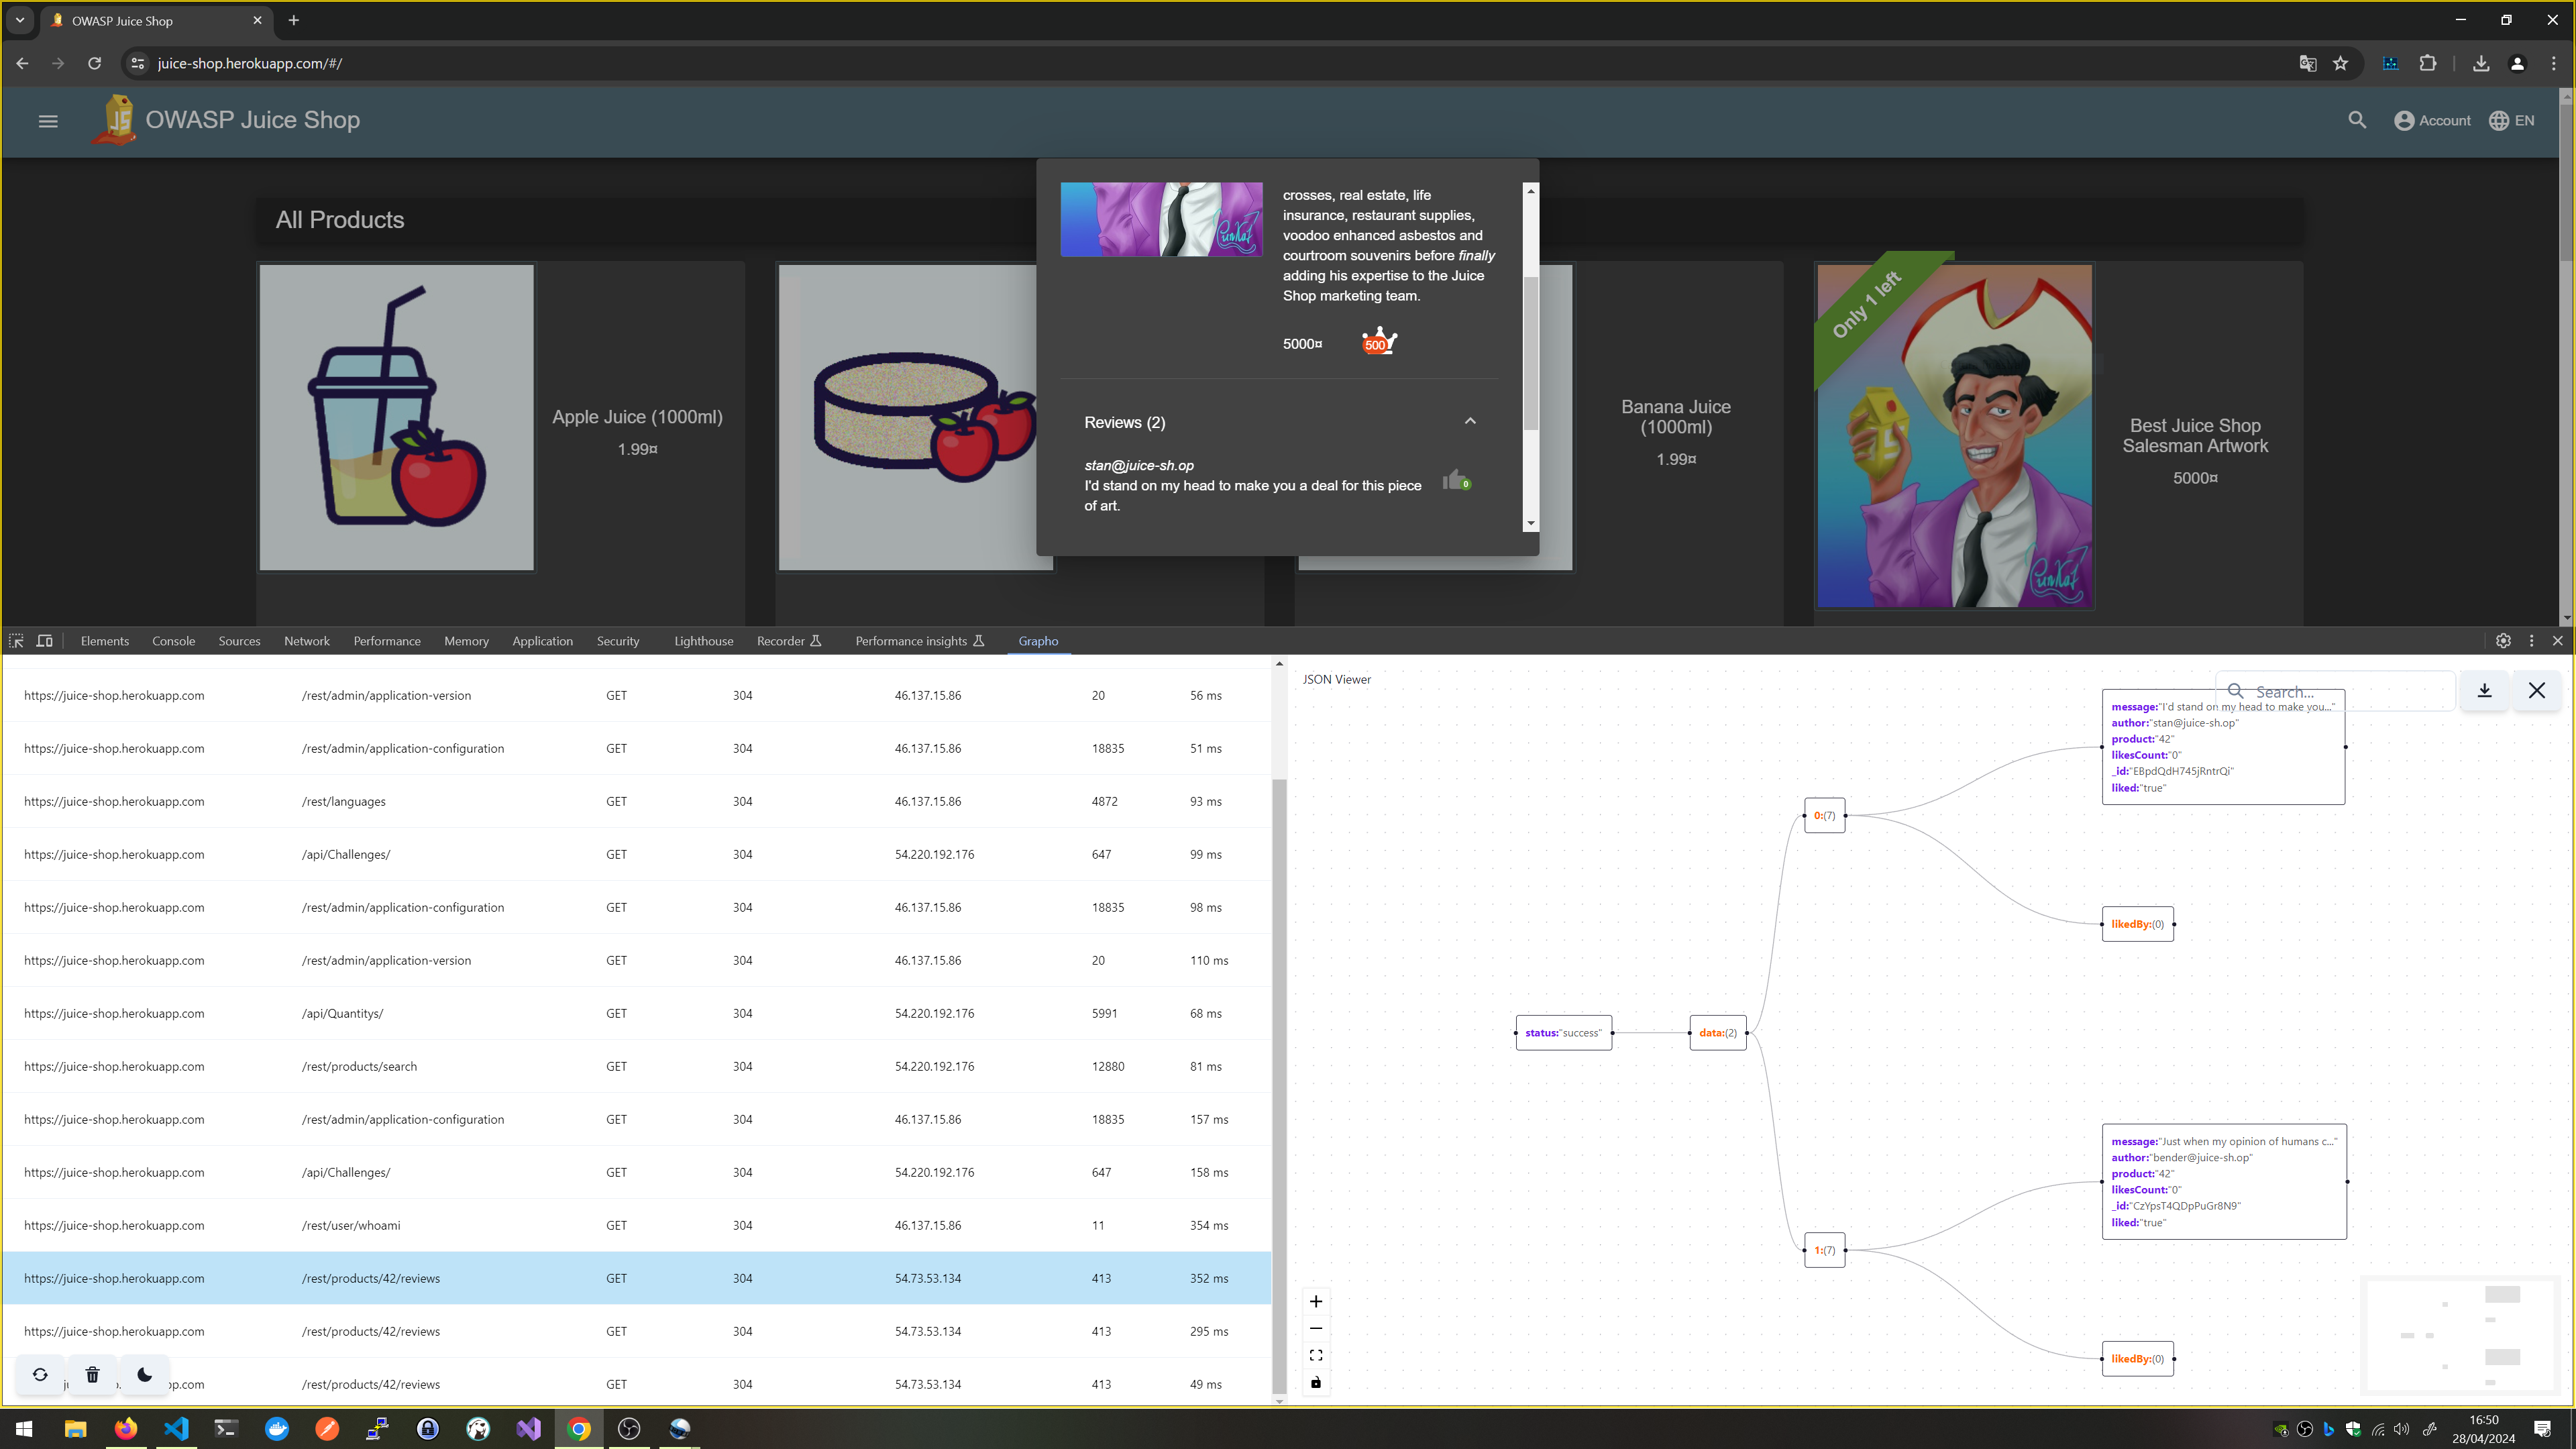 OWASP Juice Shop
juice-shop.herokuapp.com/#/
OWASP Juice Shop
Account
EN
All Products
Apple Juice (1000ml)
1.99¤
crosses, real estate, life
insurance, restaurant supplies,
voodoo enhanced asbestos and
courtroom souvenirs before finally
adding his expertise to the Juice
Shop marketing team.
5000¤
500
Reviews (2)
stan@juice-sh.op
I'd stand on my head to make you a deal for this piece
of art.
0
Banana Juice
(1000ml)
1.99¤
Only 1 left
Best Juice Shop
Salesman Artwork
5000¤
Elements Console Sources Network Performance Memory Application Security Lighthouse Recorder Performance insights Grapho
https://juice-shop.herokuapp.com /rest/admin/application-version GET 304 46.137.15.86 20 56 ms
https://juice-shop.herokuapp.com /rest/admin/application-configuration GET 304 46.137.15.86 18835 51 ms
https://juice-shop.herokuapp.com /rest/languages GET 304 46.137.15.86 4872 93 ms
https://juice-shop.herokuapp.com /api/Challenges/ GET 304 54.220.192.176 647 99 ms
https://juice-shop.herokuapp.com /rest/admin/application-configuration GET 304 46.137.15.86 18835 98 ms
https://juice-shop.herokuapp.com /rest/admin/application-version GET 304 46.137.15.86 20 110 ms
https://juice-shop.herokuapp.com /api/Quantitys/ GET 304 54.220.192.176 5991 68 ms
https://juice-shop.herokuapp.com /rest/products/search GET 304 54.220.192.176 12880 81 ms
https://juice-shop.herokuapp.com /rest/admin/application-configuration GET 304 46.137.15.86 18835 157 ms
https://juice-shop.herokuapp.com /api/Challenges/ GET 304 54.220.192.176 647 158 ms
https://juice-shop.herokuapp.com /rest/user/whoami GET 304 46.137.15.86 11 354 ms
https://juice-shop.herokuapp.com /rest/products/42/reviews GET 304 54.73.53.134 413 352 ms
https://juice-shop.herokuapp.com /rest/products/42/reviews GET 304 54.73.53.134 413 295 ms
app.com /rest/products/42/reviews GET 304 54.73.53.134 413 49 ms
JSON Viewer
Search...
message:"I'd stand on my head to make you..."
author:"stan@juice-sh.op"
product:"42"
likesCount:"0"
_id:"EBpdQdH745jRntrQi"
liked:"true"
0:(7)
likedBy:(0)
status:"success"
data:(2)
message:"Just when my opinion of humans c..."
author:"bender@juice-sh.op"
product:"42"
likesCount:"0"
_id:"CzYpsT4QDpPuGr8N9"
liked:"true"
1:(7)
likedBy:(0)
16:50
28/04/2024